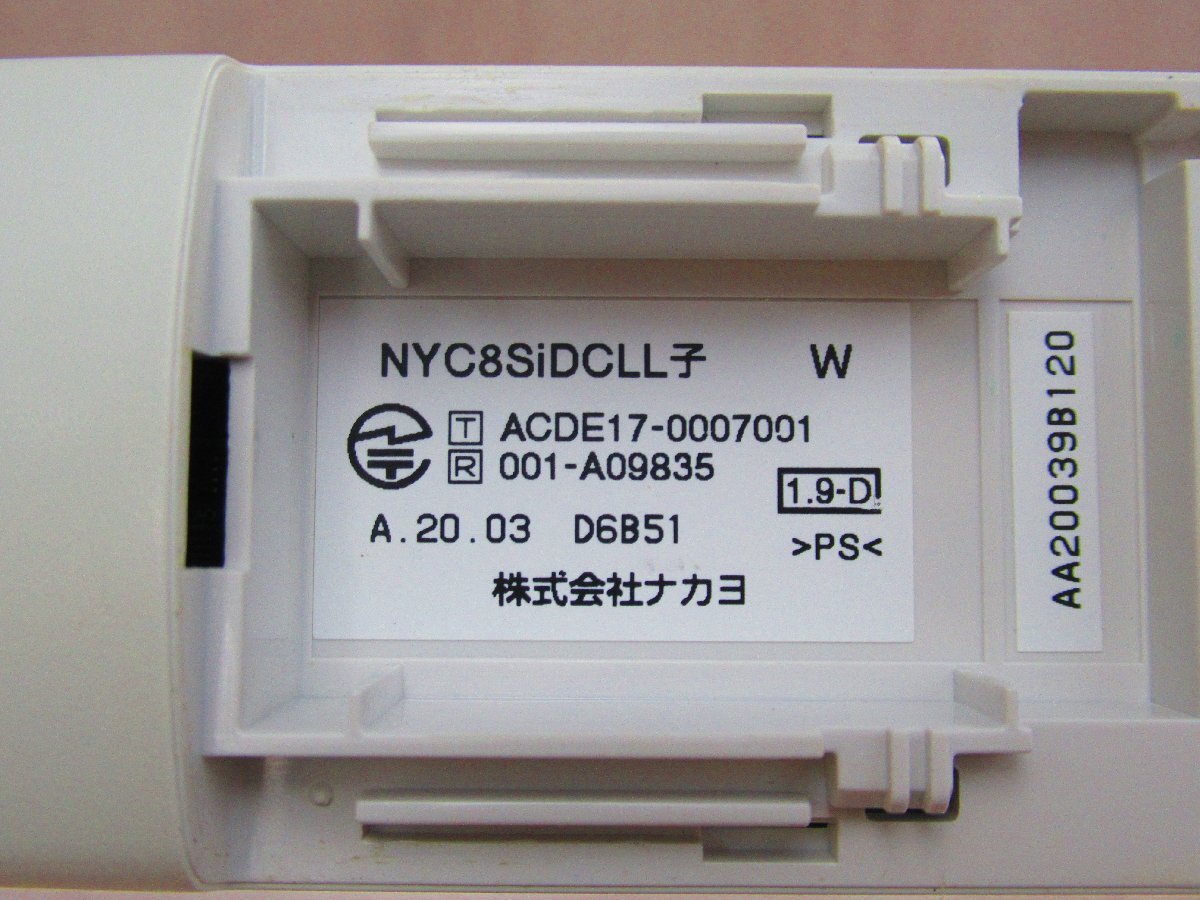 NYC8SiDCLL子 W
T ACDE17-0007001
R 001-A09835
1.9-D
A.20.03 D6B51
>PS<
株式会社ナカヨ
AA20039B120